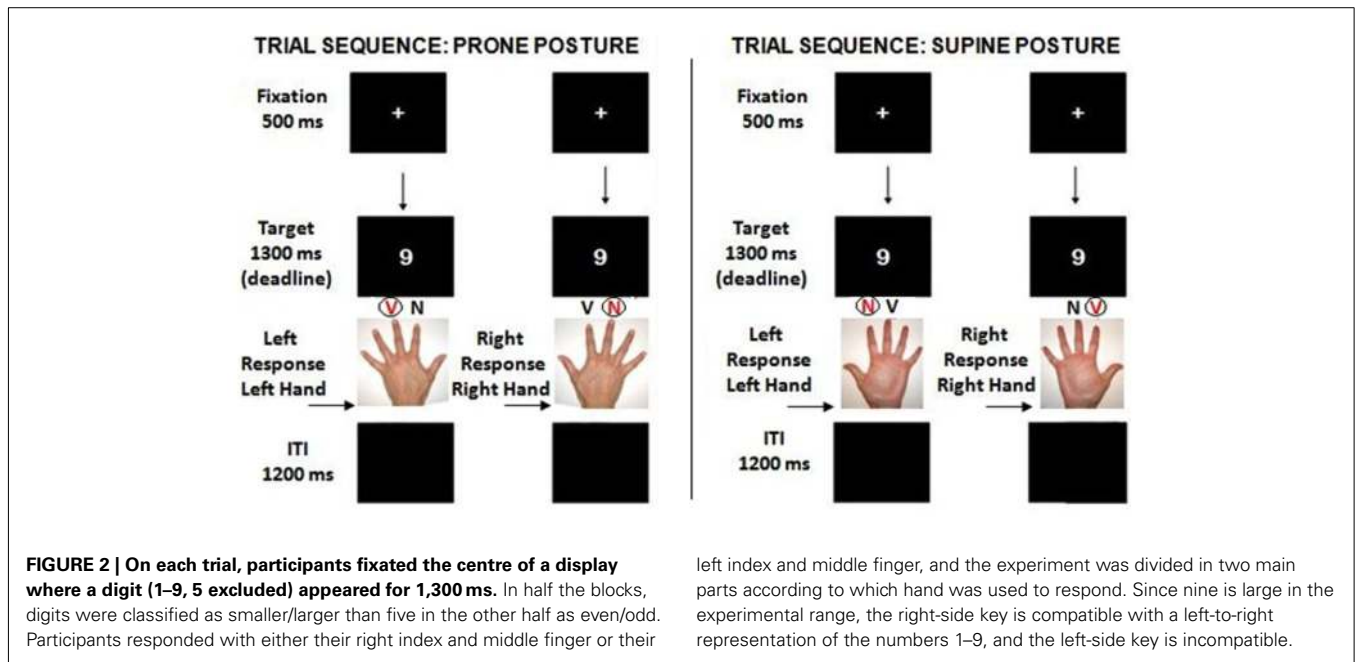 TRIAL SEQUENCE: PRONE POSTURE
Fixation
500 ms
+
+
Target
1300 ms
(deadline)
9
9
V N
V N
Left
Response
Left Hand
Right
Response
Right Hand
ITI
1200 ms
TRIAL SEQUENCE: SUPINE POSTURE
Fixation
500 ms
+
+
Target
1300 ms
(deadline)
9
9
N V
N V
Left
Response
Left Hand
Right
Response
Right Hand
ITI
1200 ms
FIGURE 2 | On each trial, participants fixated the centre of a display
where a digit (1–9, 5 excluded) appeared for 1,300 ms. In half the blocks,
digits were classified as smaller/larger than five in the other half as even/odd.
Participants responded with either their right index and middle finger or their
left index and middle finger, and the experiment was divided in two main
parts according to which hand was used to respond. Since nine is large in the
experimental range, the right-side key is compatible with a left-to-right
representation of the numbers 1–9, and the left-side key is incompatible.